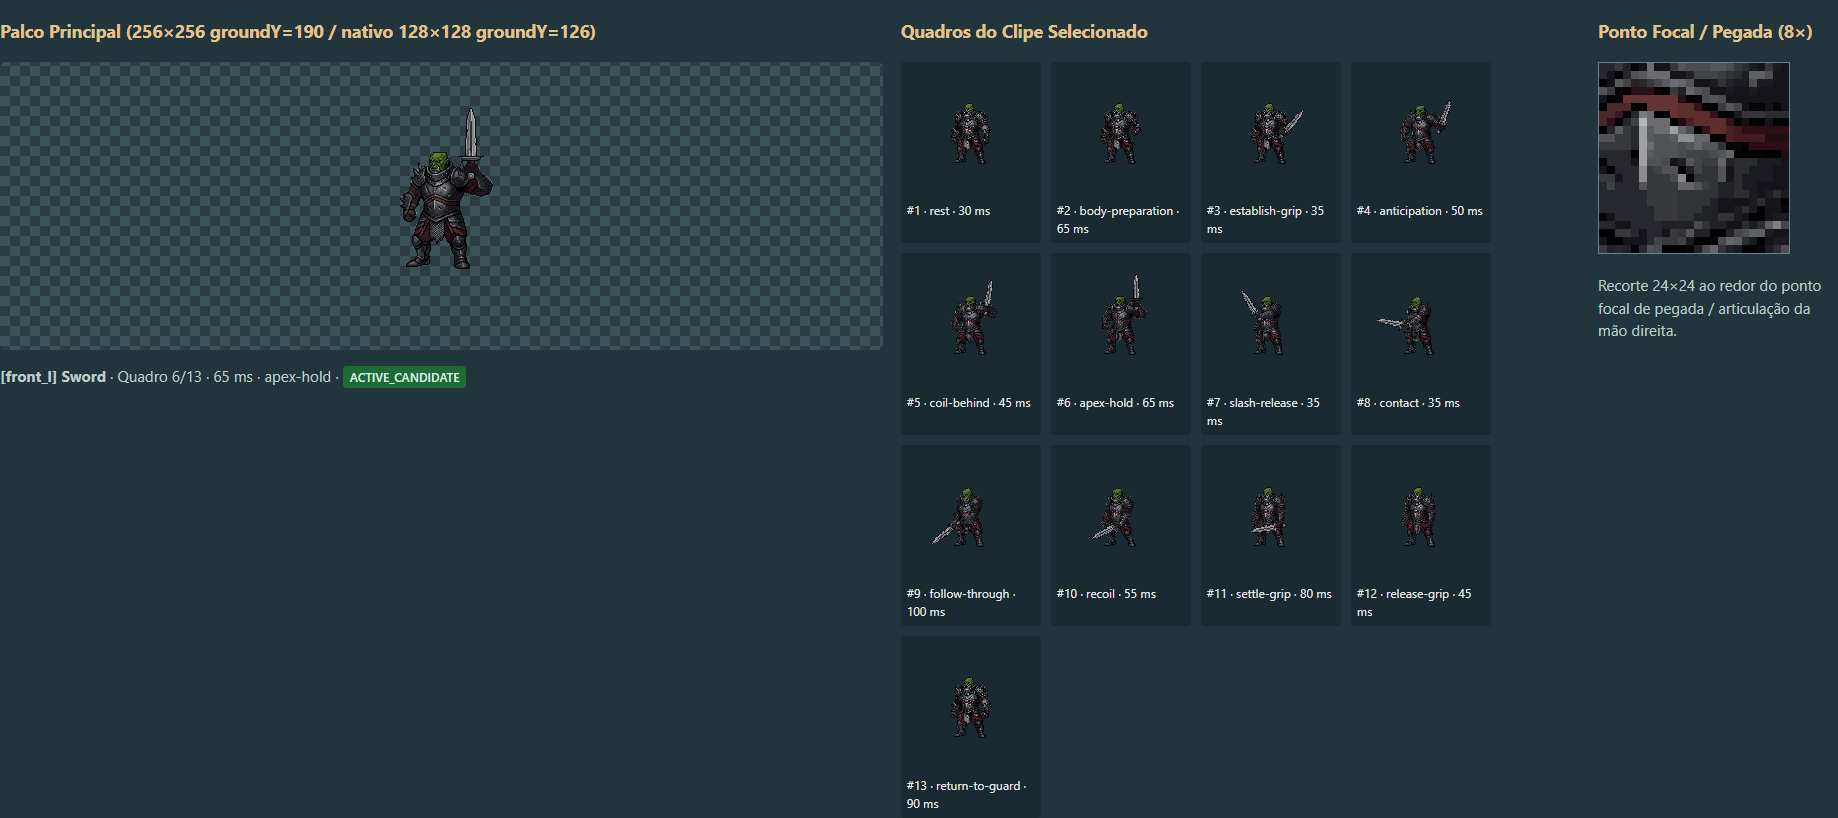 Palco Principal (256×256 groundY=190 / nativo 128×128 groundY=126)
[front_l] Sword · Quadro 6/13 · 65 ms · apex-hold · ACTIVE_CANDIDATE
Quadros do Clipe Selecionado
#1 · rest · 30 ms
#2 · body-preparation ·
65 ms
#3 · establish-grip · 35
ms
#4 · anticipation · 50 ms
#5 · coil-behind · 45 ms
#6 · apex-hold · 65 ms
#7 · slash-release · 35
ms
#8 · contact · 35 ms
#9 · follow-through ·
100 ms
#10 · recoil · 55 ms
#11 · settle-grip · 80 ms
#12 · release-grip · 45
ms
#13 · return-to-guard ·
90 ms
Ponto Focal / Pegada (8×)
Recorte 24×24 ao redor do ponto
focal de pegada / articulação da
mão direita.